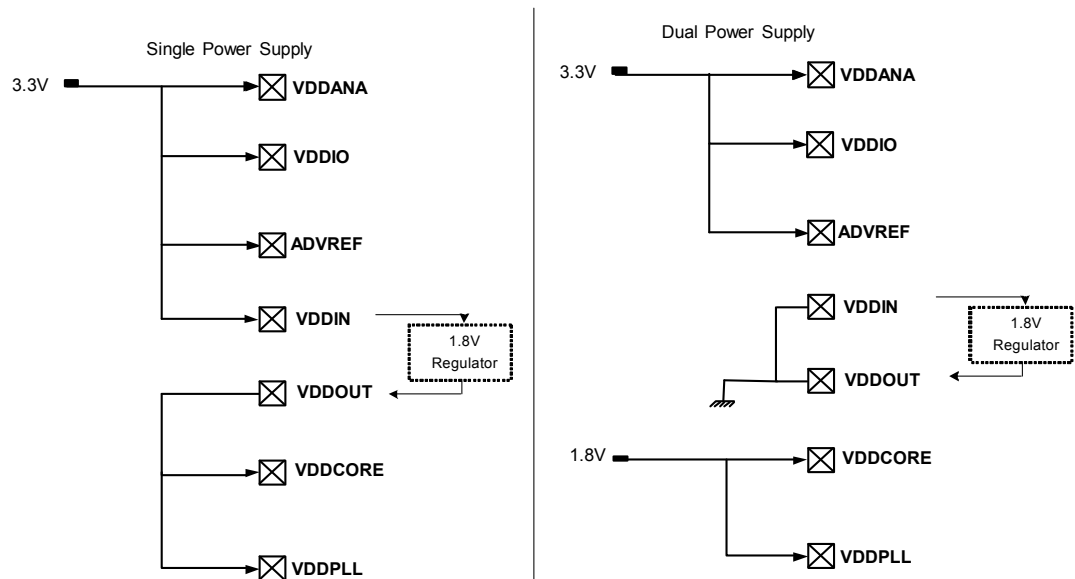 Single Power Supply
3.3V
VDDANA
VDDIO
ADVREF
VDDIN
1.8V
Regulator
VDDOUT
VDDCORE
VDDPLL
Dual Power Supply
3.3V
VDDANA
VDDIO
ADVREF
VDDIN
1.8V
Regulator
VDDOUT
1.8V
VDDCORE
VDDPLL